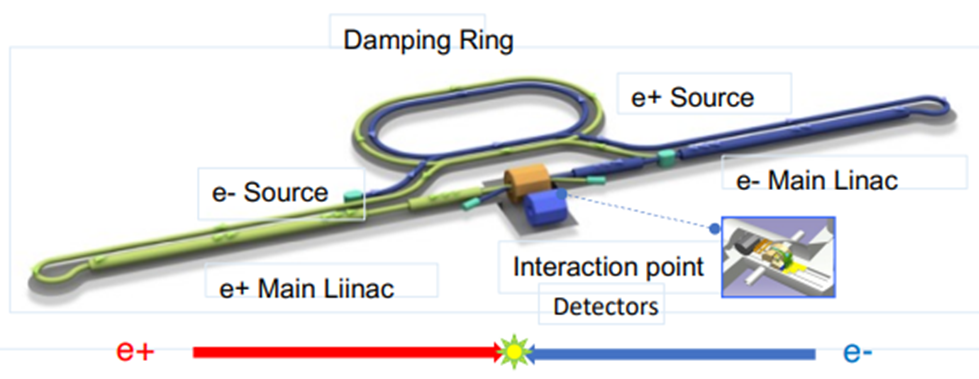 Damping Ring
e+ Source
e- Source
e- Main Linac
Interaction point
e+ Main Liinac
Detectors
e+
e-